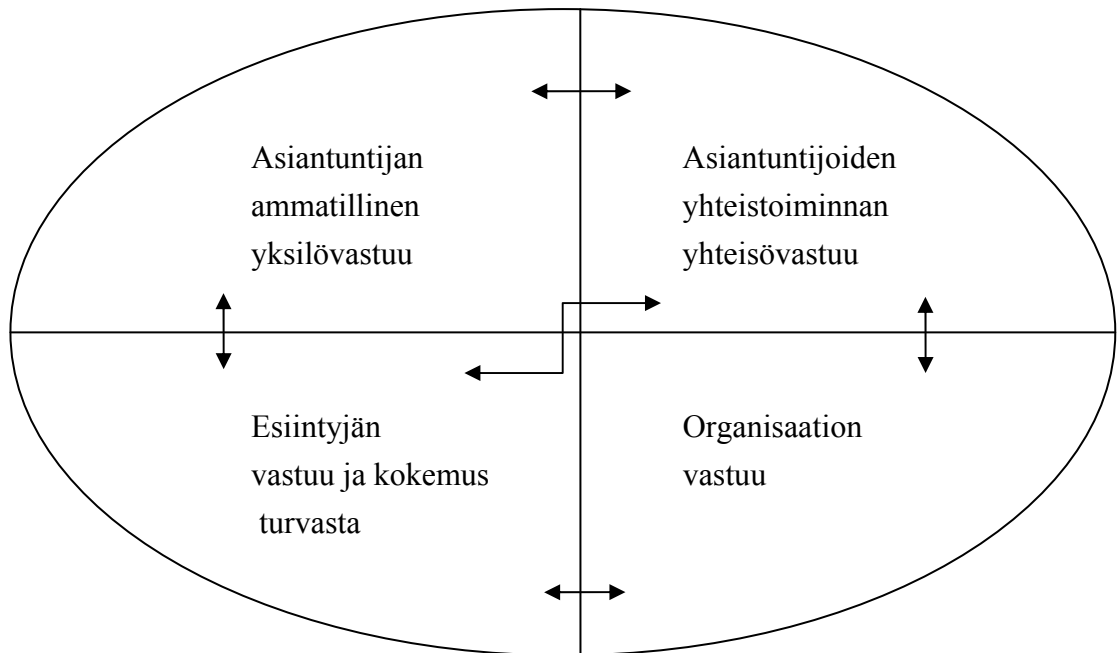 Asiantuntijan
ammatillinen
yksilövastuu
Asiantuntijoiden
yhteistoiminnan
yhteisövastuu
Esiintyjän
vastuu ja kokemus
turvasta
Organisaation
vastuu